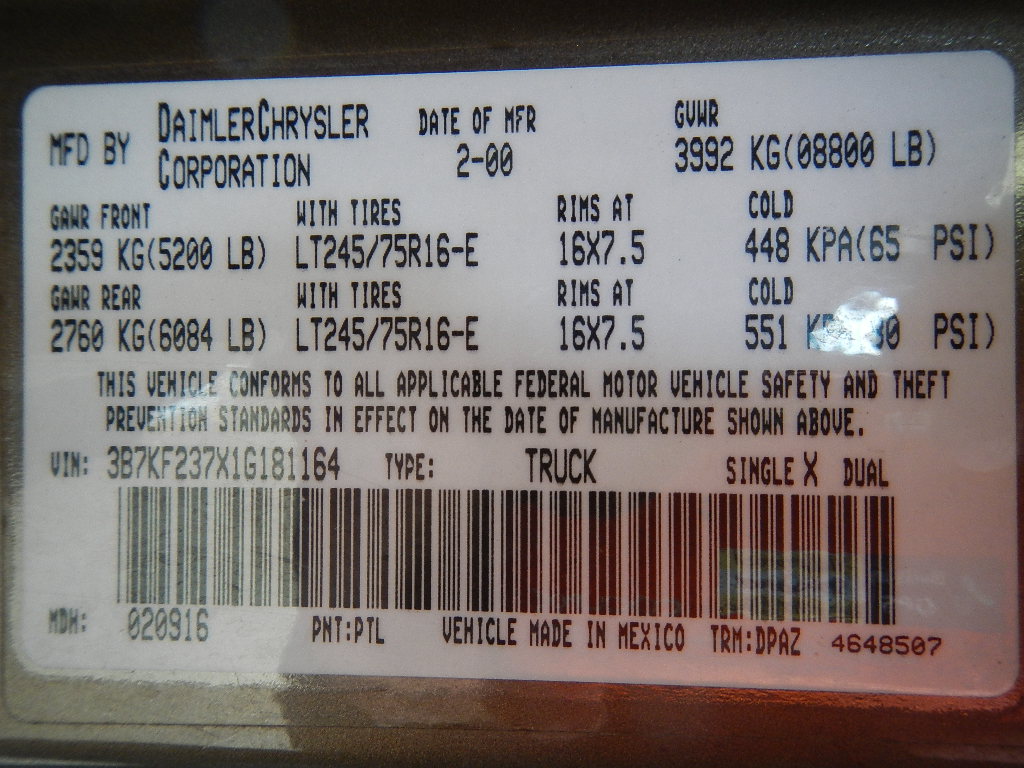 MFD BY DAIMLERCHRYSLER CORPORATION DATE OF MFR 2-00 GVWR 3992 KG(08800 LB)
GAWR FRONT WITH TIRES RIMS AT COLD
2359 KG(5200 LB) LT245/75R16-E 16X7.5 448 KPA(65 PSI)
GAWR REAR WITH TIRES RIMS AT COLD
2760 KG(6084 LB) LT245/75R16-E 16X7.5 551 PSI)
THIS VEHICLE CONFORMS TO ALL APPLICABLE FEDERAL MOTOR VEHICLE SAFETY AND THEFT
PREVENTION STANDARDS IN EFFECT ON THE DATE OF MANUFACTURE SHOWN ABOVE.
VIN: 3B7KF237X1G181164 TYPE: TRUCK SINGLE X DUAL
MDH: 020916 PNT:PTL VEHICLE MADE IN MEXICO TRM:DPAZ 4648507